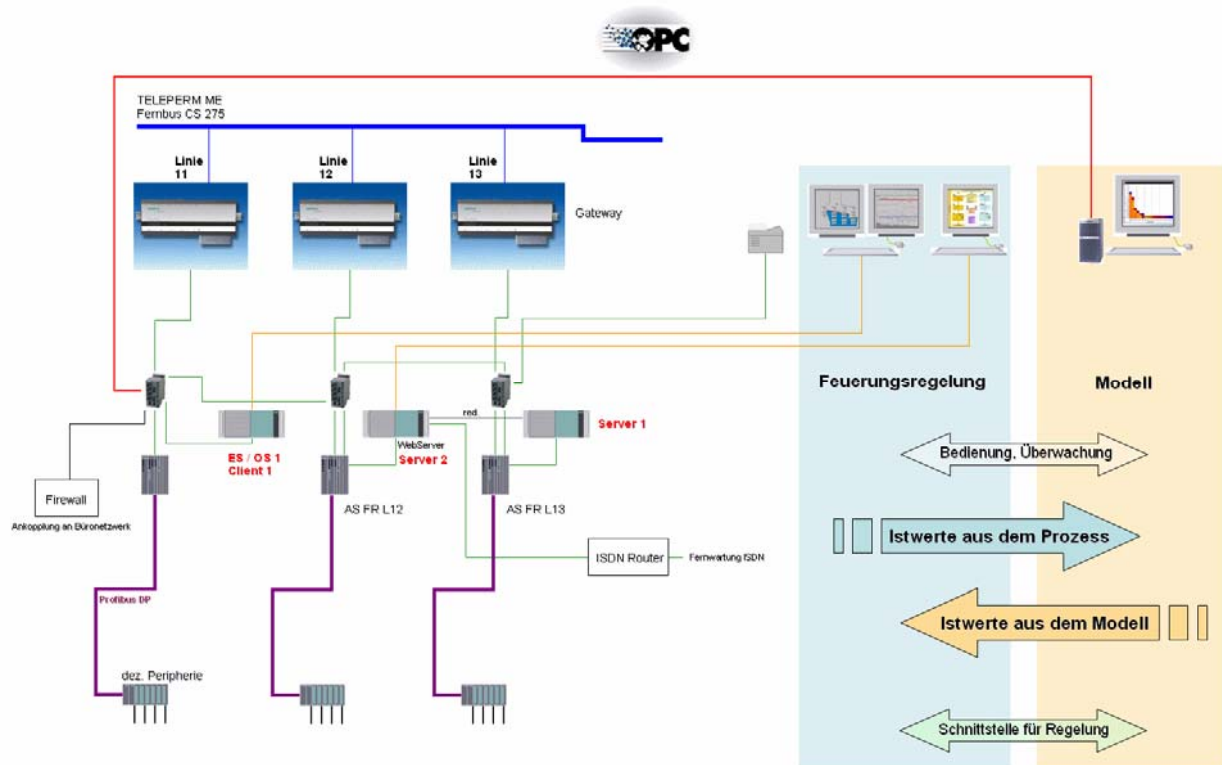 OPC
TELEPERM ME
Fernbus CS 275
Linie
11
Linie
12
Linie
13
Gateway
Feuerungsregelung
Modell
red.
WebServer
Server 1
ES / OS 1
Client 1
Server 2
Bedienung, Überwachung
Firewall
Ankopplung an Büronetzwerk
AS FR L12
AS FR L13
Istwerte aus dem Prozess
ISDN Router
Fernwartung ISDN
Profibus DP
Istwerte aus dem Modell
dez. Peripherie
Schnittstelle für Regelung